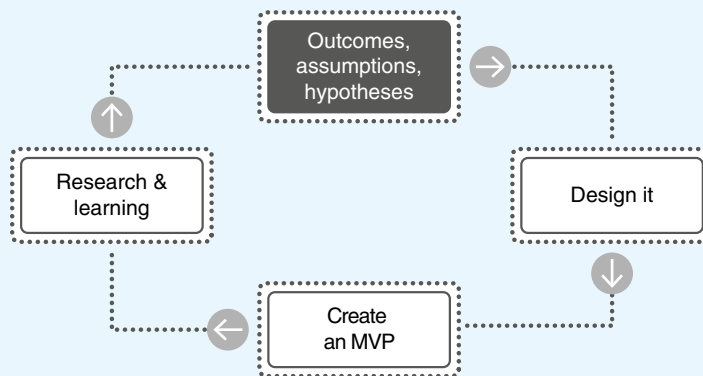 Outcomes,
assumptions,
hypotheses
Research &
learning
Design it
Create
an MVP